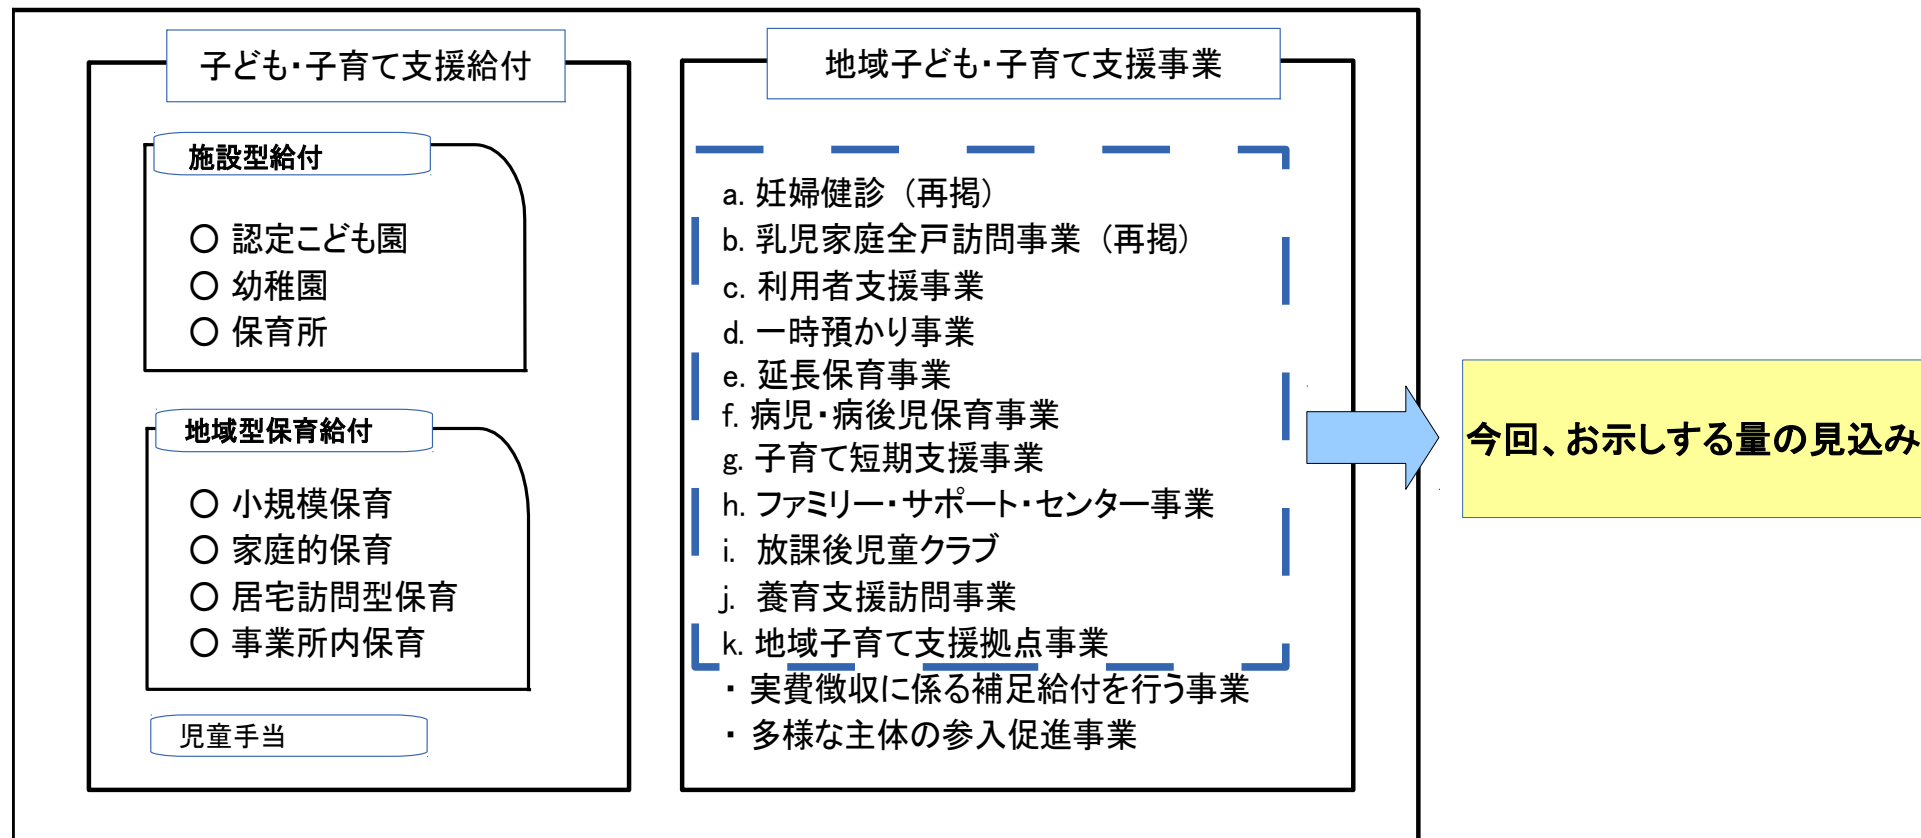 子ども・子育て支援給付
施設型給付
○ 認定こども園
○ 幼稚園
○ 保育所
地域型保育給付
○ 小規模保育
○ 家庭的保育
○ 居宅訪問型保育
○ 事業所内保育
児童手当
地域子ども・子育て支援事業
a. 妊婦健診（再掲）
b. 乳児家庭全戸訪問事業（再掲）
c. 利用者支援事業
d. 一時預かり事業
e. 延長保育事業
f. 病児・病後児保育事業
g. 子育て短期支援事業
h. ファミリー・サポート・センター事業
i. 放課後児童クラブ
j. 養育支援訪問事業
k. 地域子育て支援拠点事業
・ 実費徴収に係る補足給付を行う事業
・ 多様な主体の参入促進事業
今回、お示しする量の見込み